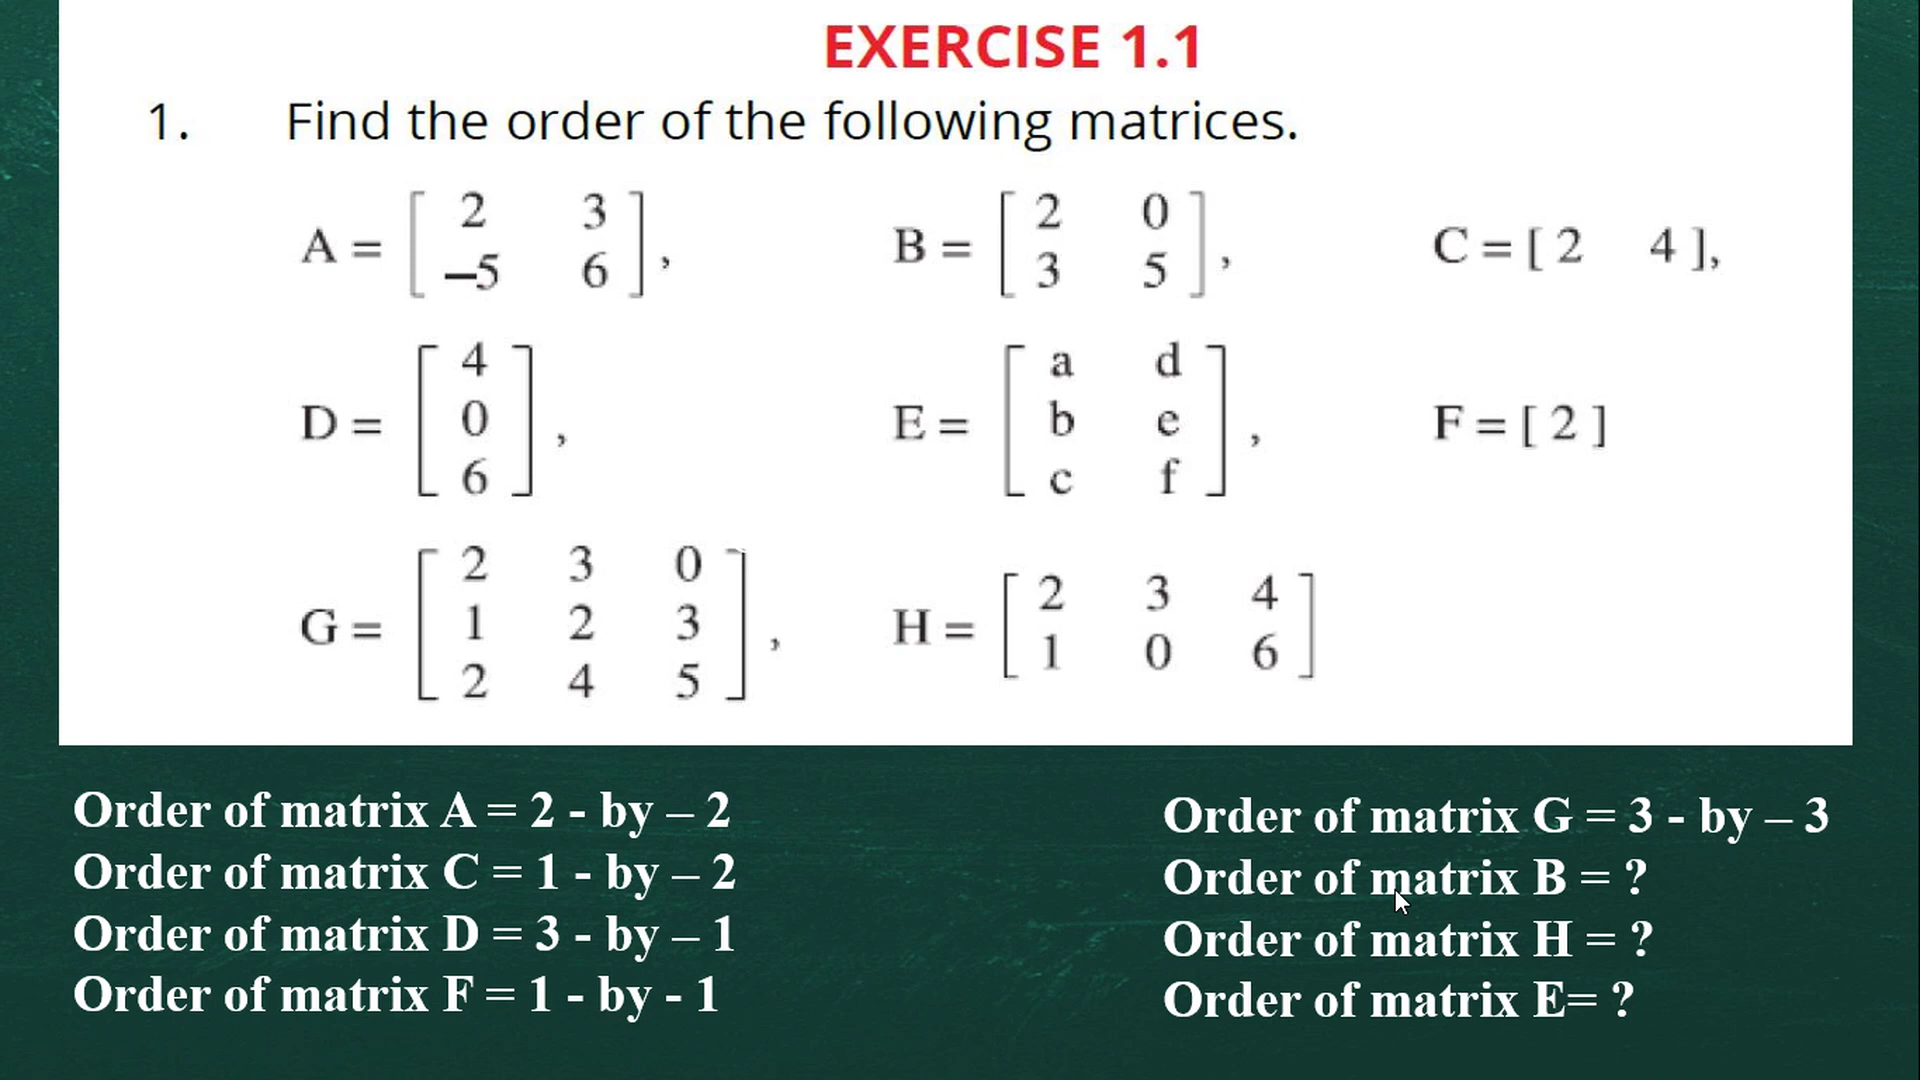 EXERCISE 1.1
1. Find the order of the following matrices.
A = [ 2 3
–5 6 ],
B = [ 2 0
3 5 ],
C = [ 2 4 ],
D = [ 4
0
6 ],
E = [ a d
b e
c f ],
F = [ 2 ]
G = [ 2 3 0
1 2 3
2 4 5 ],
H = [ 2 3 4
1 0 6 ]
Order of matrix A = 2 - by – 2
Order of matrix C = 1 - by – 2
Order of matrix D = 3 - by – 1
Order of matrix F = 1 - by - 1
Order of matrix G = 3 - by – 3
Order of matrix B = ?
Order of matrix H = ?
Order of matrix E= ?